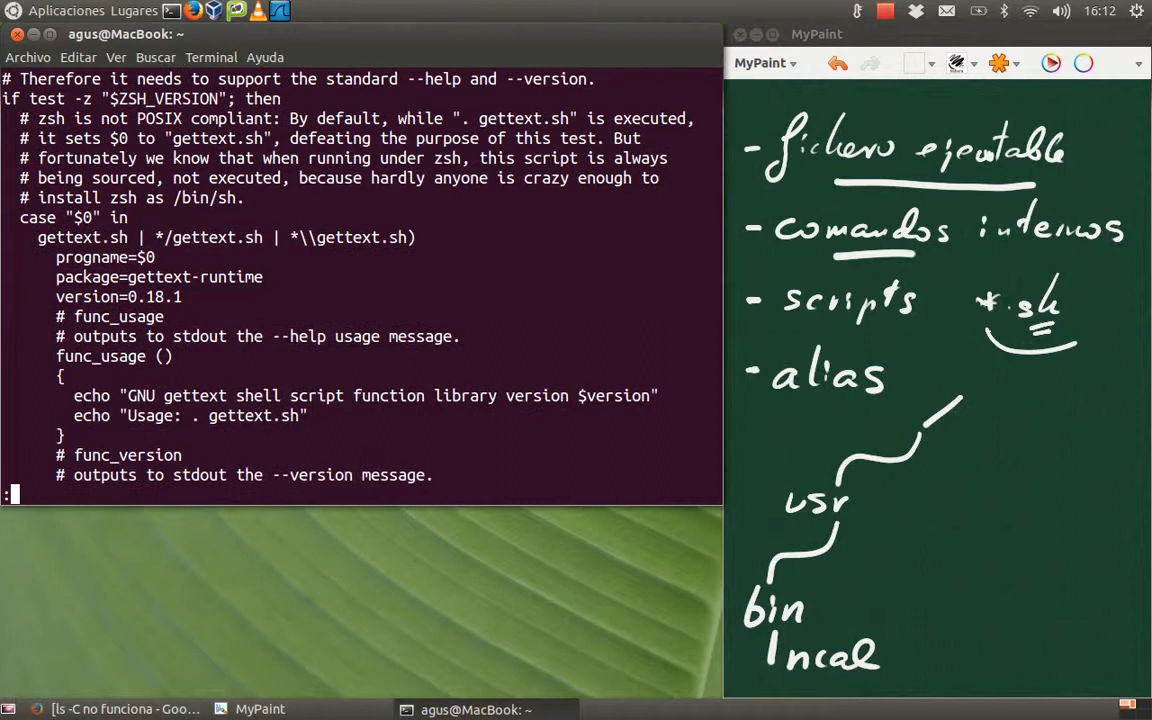 Aplicaciones Lugares
16:12
agus@MacBook: ~
Archivo Editar Ver Buscar Terminal Ayuda
# Therefore it needs to support the standard --help and --version.
if test -z "$ZSH_VERSION"; then
# zsh is not POSIX compliant: By default, while ". gettext.sh" is executed,
# it sets $0 to "gettext.sh", defeating the purpose of this test. But
# fortunately we know that when running under zsh, this script is always
# being sourced, not executed, because hardly anyone is crazy enough to
# install zsh as /bin/sh.
case "$0" in
gettext.sh | */gettext.sh | *\\gettext.sh)
progname=$0
package=gettext-runtime
version=0.18.1
# func_usage
# outputs to stdout the --help usage message.
func_usage ()
{
echo "GNU gettext shell script function library version $version"
echo "Usage: . gettext.sh"
}
# func_version
# outputs to stdout the --version message.
:
MyPaint
MyPaint
- fichero ejecutable
- comandos internos
- scripts *.sh
- alias
/
usr
bin
local
[ls -C no funciona - Goo...
MyPaint
agus@MacBook: ~